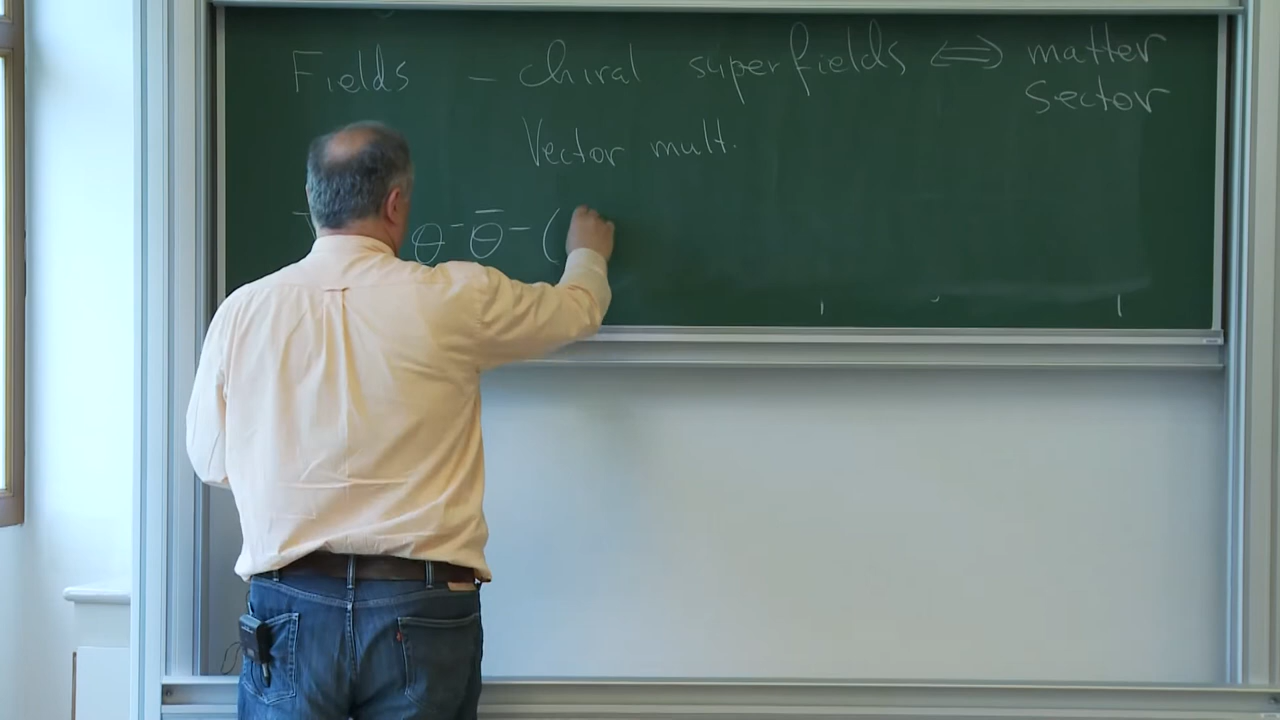 Fields – chiral superfields ⟺ matter
sector
Vector mult.
θ⁻ θ̄⁻ (